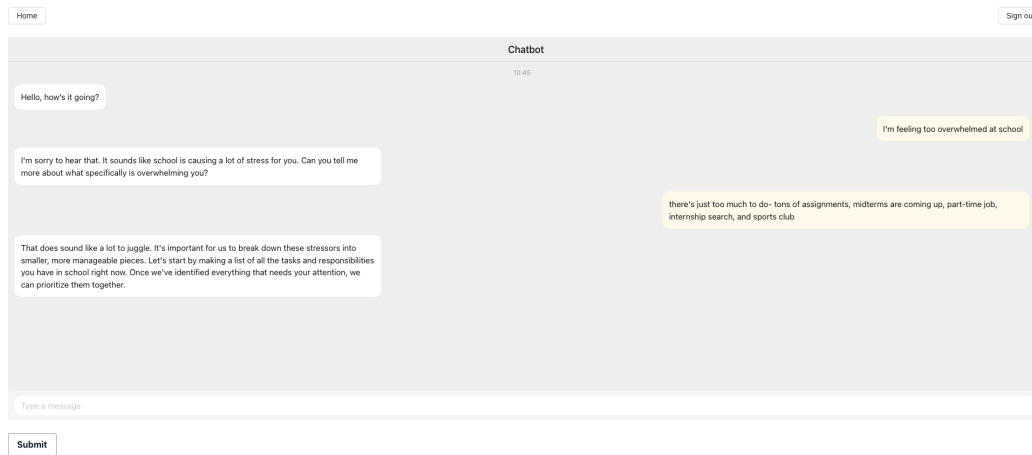 Home
Sign ou
Chatbot
10:45
Hello, how's it going?
I'm feeling too overwhelmed at school
I'm sorry to hear that. It sounds like school is causing a lot of stress for you. Can you tell me
more about what specifically is overwhelming you?
there's just too much to do- tons of assignments, midterms are coming up, part-time job,
internship search, and sports club
That does sound like a lot to juggle. It's important for us to break down these stressors into
smaller, more manageable pieces. Let's start by making a list of all the tasks and responsibilities
you have in school right now. Once we've identified everything that needs your attention, we
can prioritize them together.
Type a message
Submit